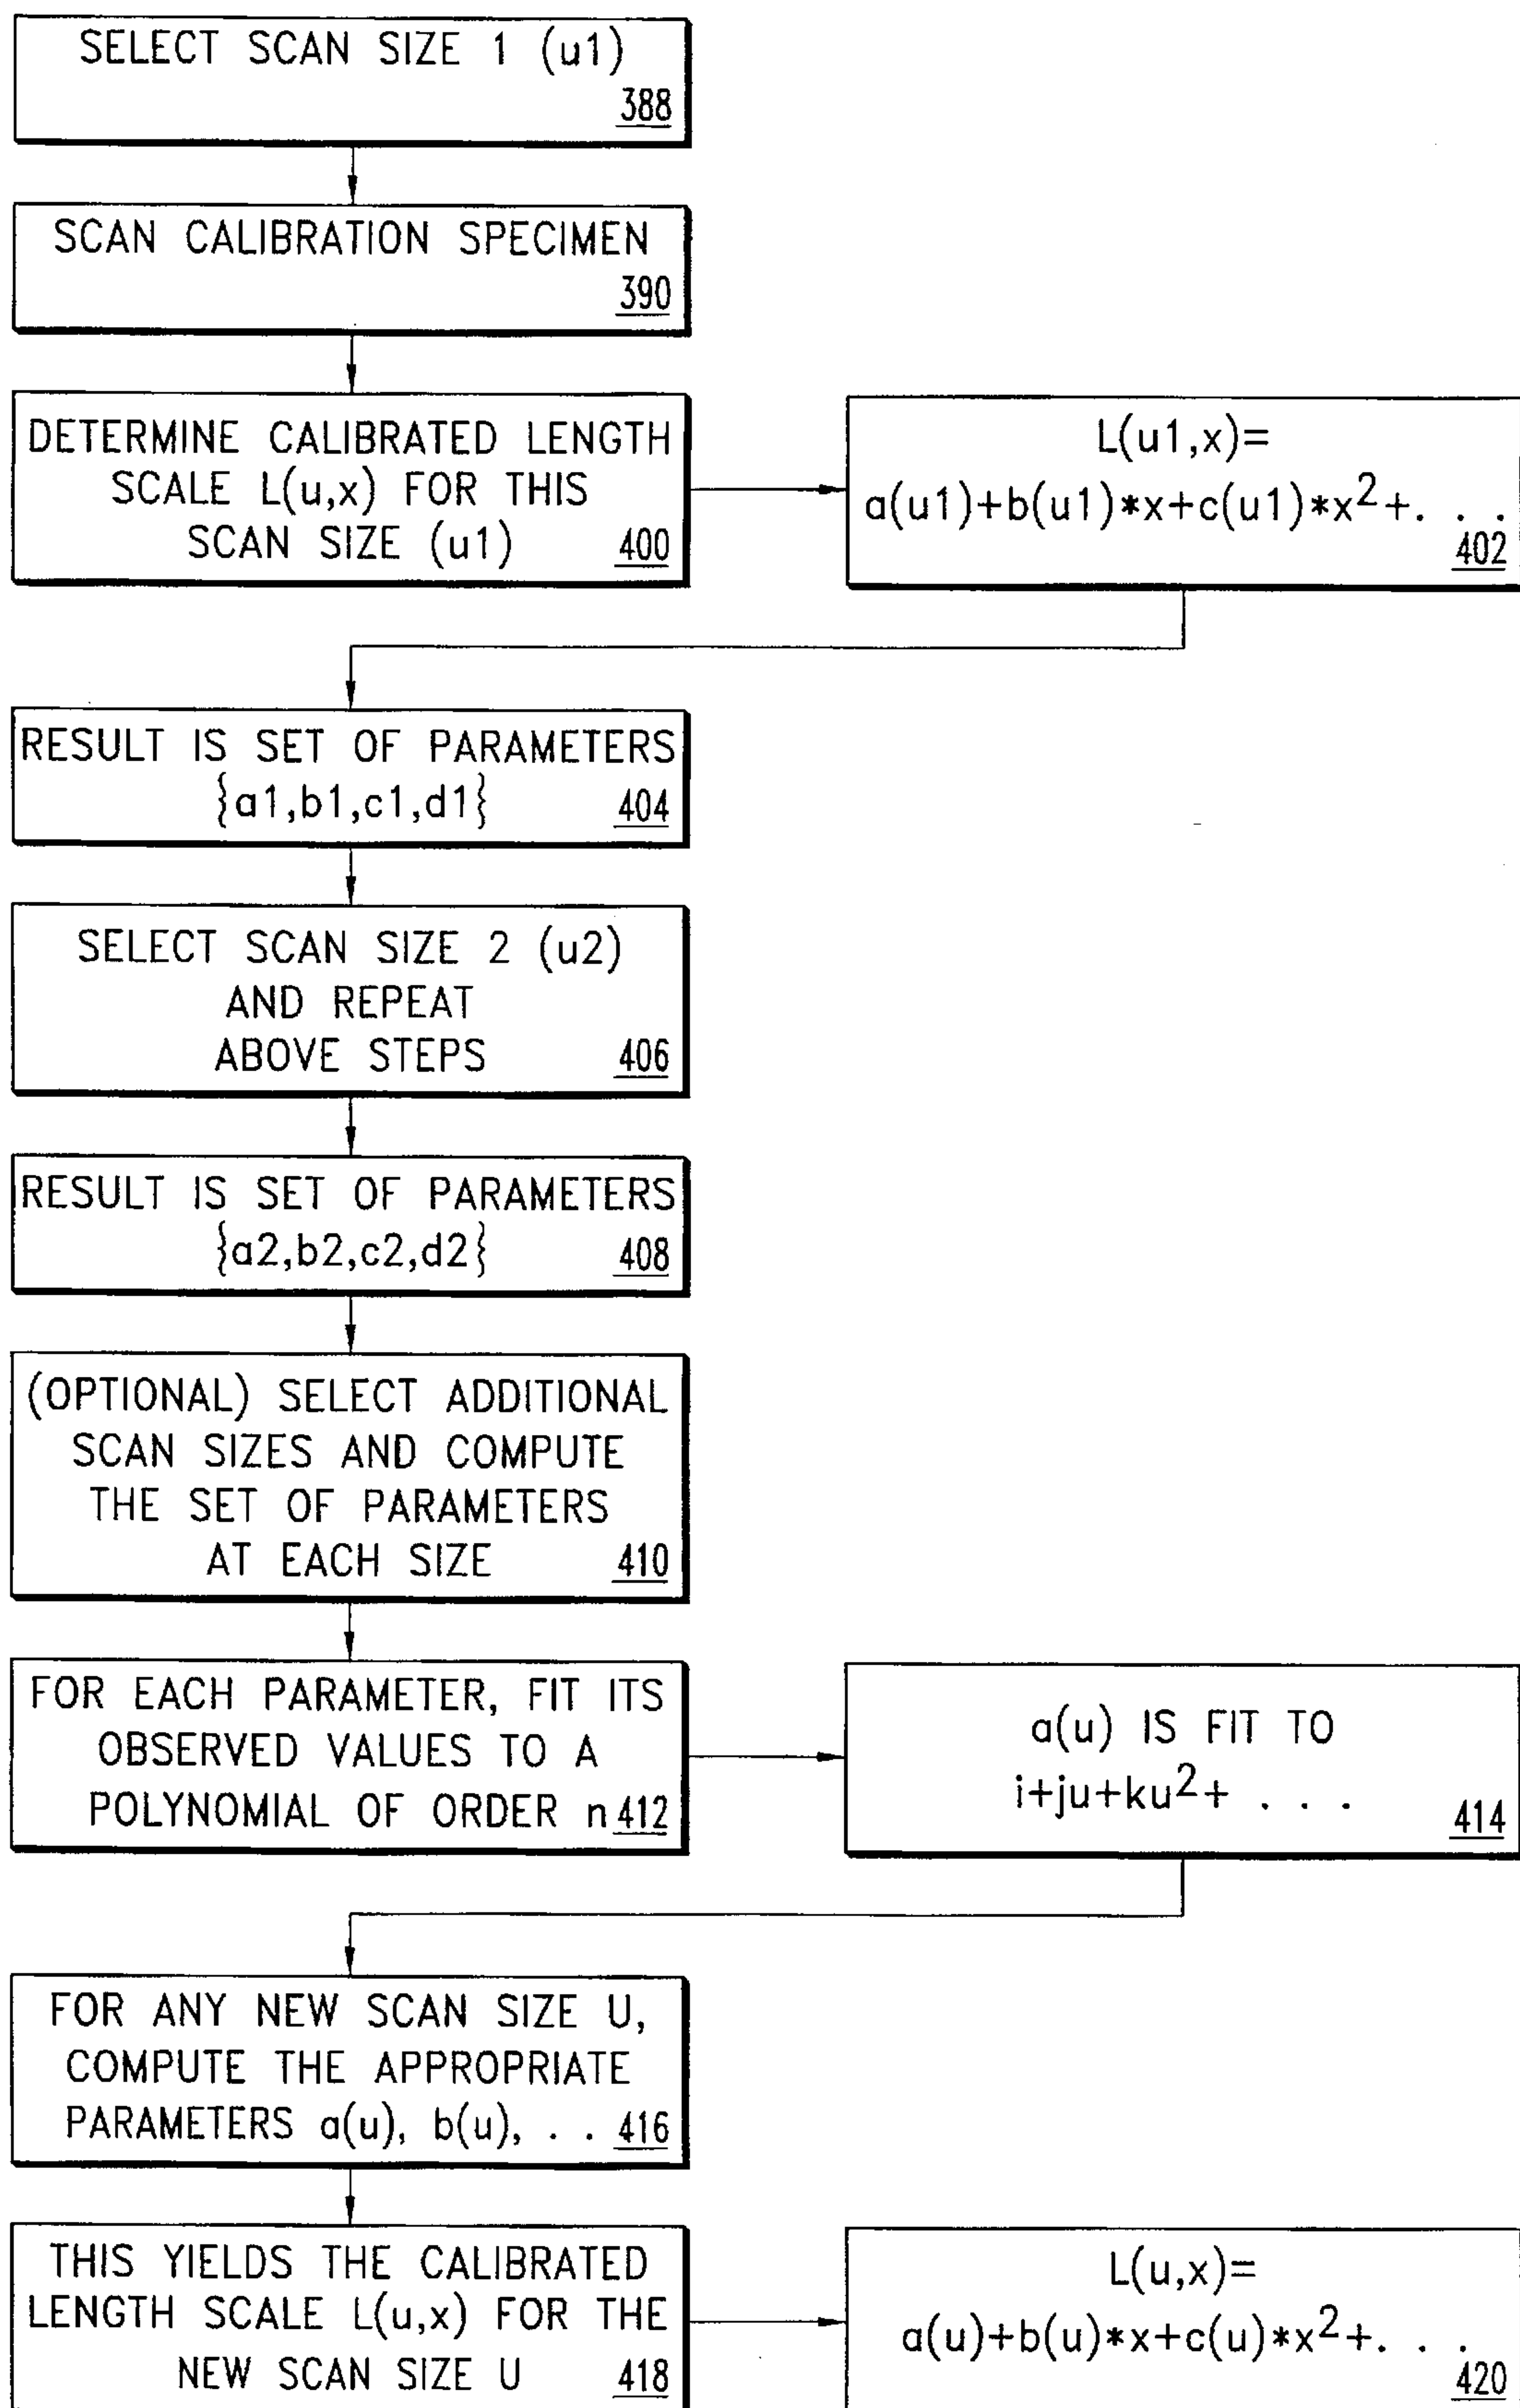 SELECT SCAN SIZE 1 (u1)
388
SCAN CALIBRATION SPECIMEN
390
DETERMINE CALIBRATED LENGTH
SCALE L(u,x) FOR THIS
SCAN SIZE (u1) 400
L(u1,x)=
a(u1)+b(u1)*x+c(u1)*x²+. . .
402
RESULT IS SET OF PARAMETERS
{a1,b1,c1,d1} 404
SELECT SCAN SIZE 2 (u2)
AND REPEAT
ABOVE STEPS 406
RESULT IS SET OF PARAMETERS
{a2,b2,c2,d2} 408
(OPTIONAL) SELECT ADDITIONAL
SCAN SIZES AND COMPUTE
THE SET OF PARAMETERS
AT EACH SIZE 410
FOR EACH PARAMETER, FIT ITS
OBSERVED VALUES TO A
POLYNOMIAL OF ORDER n 412
a(u) IS FIT TO
i+ju+ku²+ . . .
414
FOR ANY NEW SCAN SIZE U,
COMPUTE THE APPROPRIATE
PARAMETERS a(u), b(u), . . 416
THIS YIELDS THE CALIBRATED
LENGTH SCALE L(u,x) FOR THE
NEW SCAN SIZE U 418
L(u,x)=
a(u)+b(u)*x+c(u)*x²+. . .
420